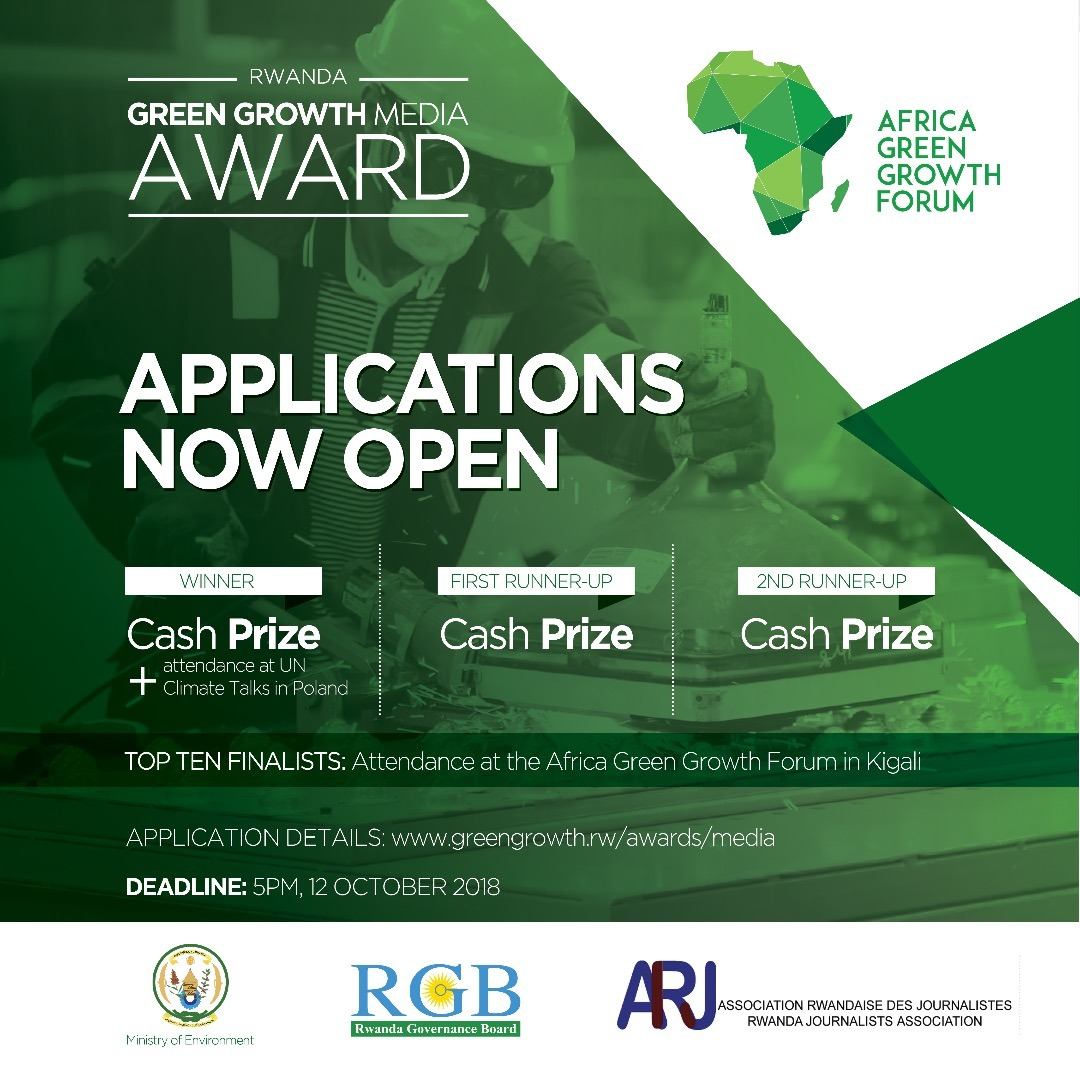 RWANDA
GREEN GROWTH MEDIA
AWARD
AFRICA
GREEN
GROWTH
FORUM
APPLICATIONS
NOW OPEN
WINNER
Cash Prize
+ attendance at UN
Climate Talks in Poland
FIRST RUNNER-UP
Cash Prize
2ND RUNNER-UP
Cash Prize
TOP TEN FINALISTS: Attendance at the Africa Green Growth Forum in Kigali
APPLICATION DETAILS: www.greengrowth.rw/awards/media
DEADLINE: 5PM, 12 OCTOBER 2018
Ministry of Environment
RGB
Rwanda Governance Board
ARJ
ASSOCIATION RWANDAISE DES JOURNALISTES
RWANDA JOURNALISTS ASSOCIATION